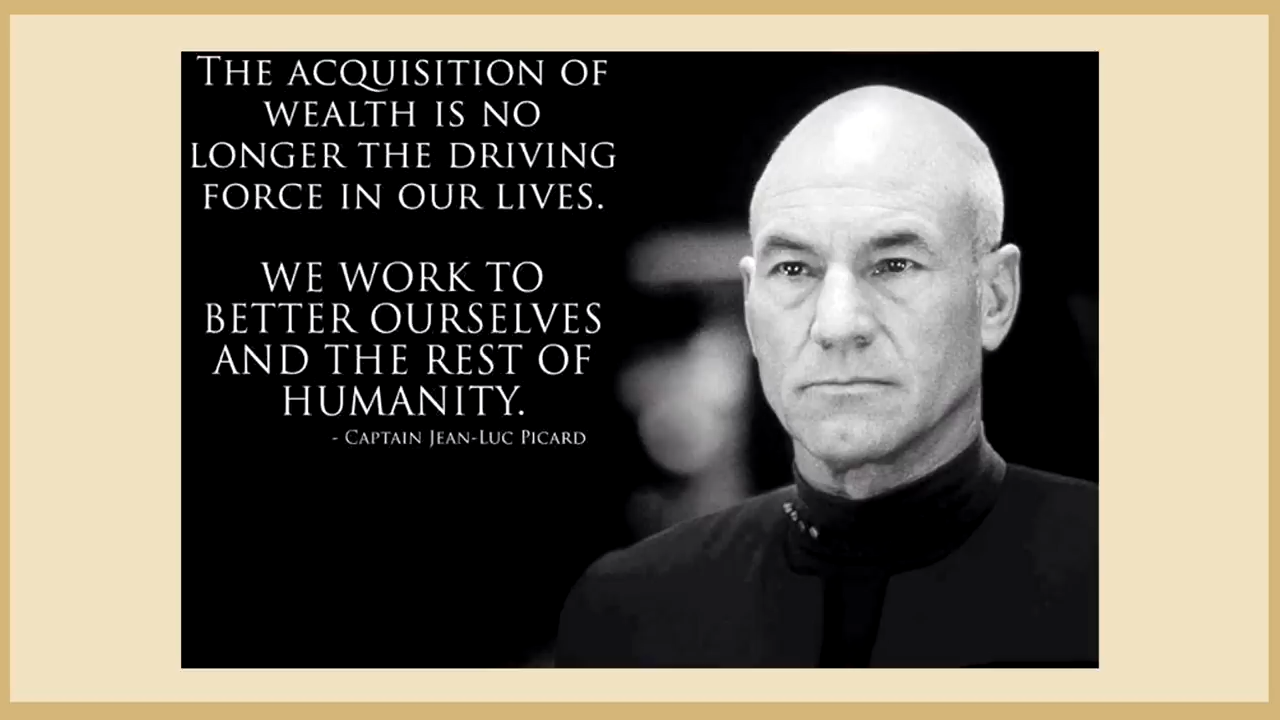 The acquisition of
wealth is no
longer the driving
force in our lives.
we work to
better ourselves
and the rest of
humanity.
- Captain Jean-Luc Picard